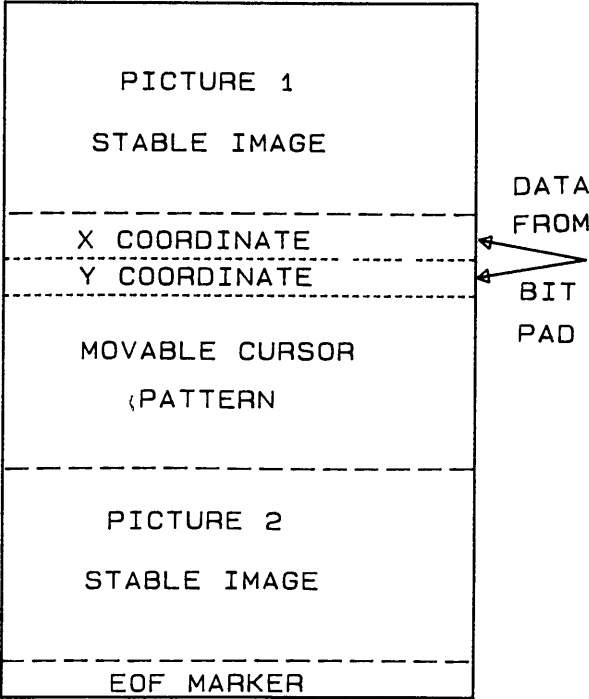 PICTURE 1
STABLE IMAGE
X COORDINATE
Y COORDINATE
MOVABLE CURSOR
PATTERN
PICTURE 2
STABLE IMAGE
EOF MARKER
DATA
FROM
BIT
PAD